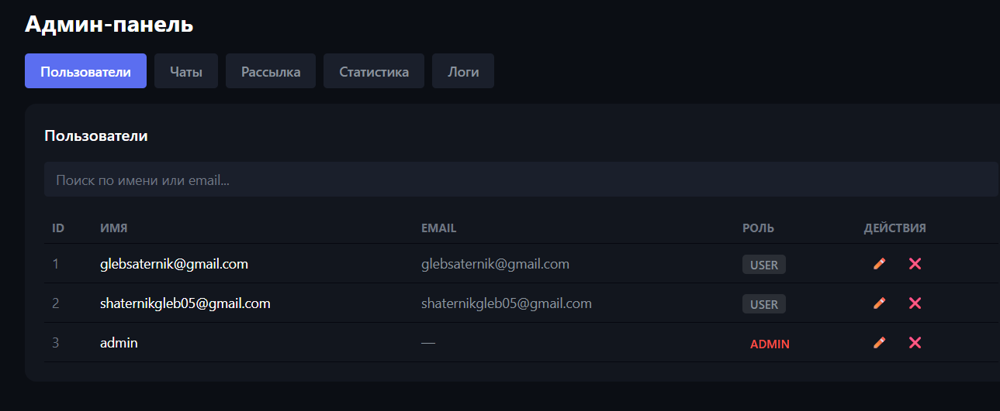 Админ-панель
Пользователи Чаты Рассылка Статистика Логи
Пользователи
Поиск по имени или email...
ID ИМЯ EMAIL РОЛЬ ДЕЙСТВИЯ
1 glebsaternik@gmail.com glebsaternik@gmail.com USER
2 shaternikgleb05@gmail.com shaternikgleb05@gmail.com USER
3 admin — ADMIN